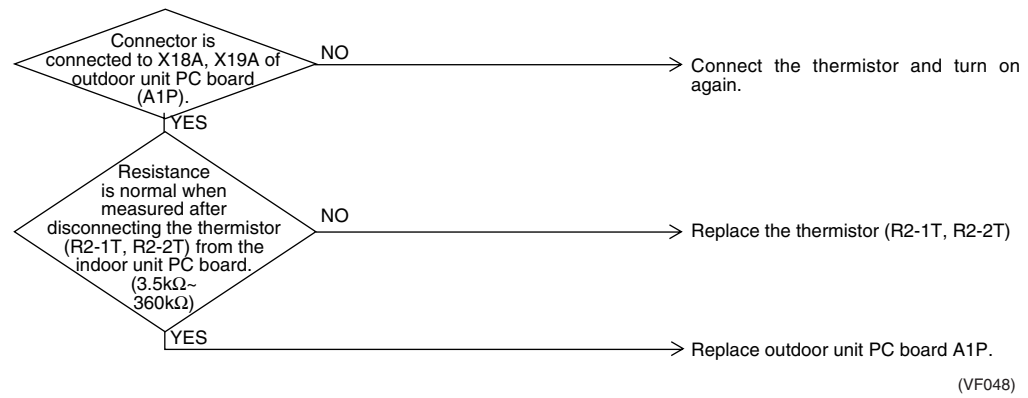 Connector is
connected to X18A, X19A of
outdoor unit PC board
(A1P).
NO
Connect the thermistor and turn on
again.
YES
Resistance
is normal when
measured after
disconnecting the thermistor
(R2-1T, R2-2T) from the
indoor unit PC board.
(3.5kΩ~
360kΩ)
NO
Replace the thermistor (R2-1T, R2-2T)
YES
Replace outdoor unit PC board A1P.
(VF048)